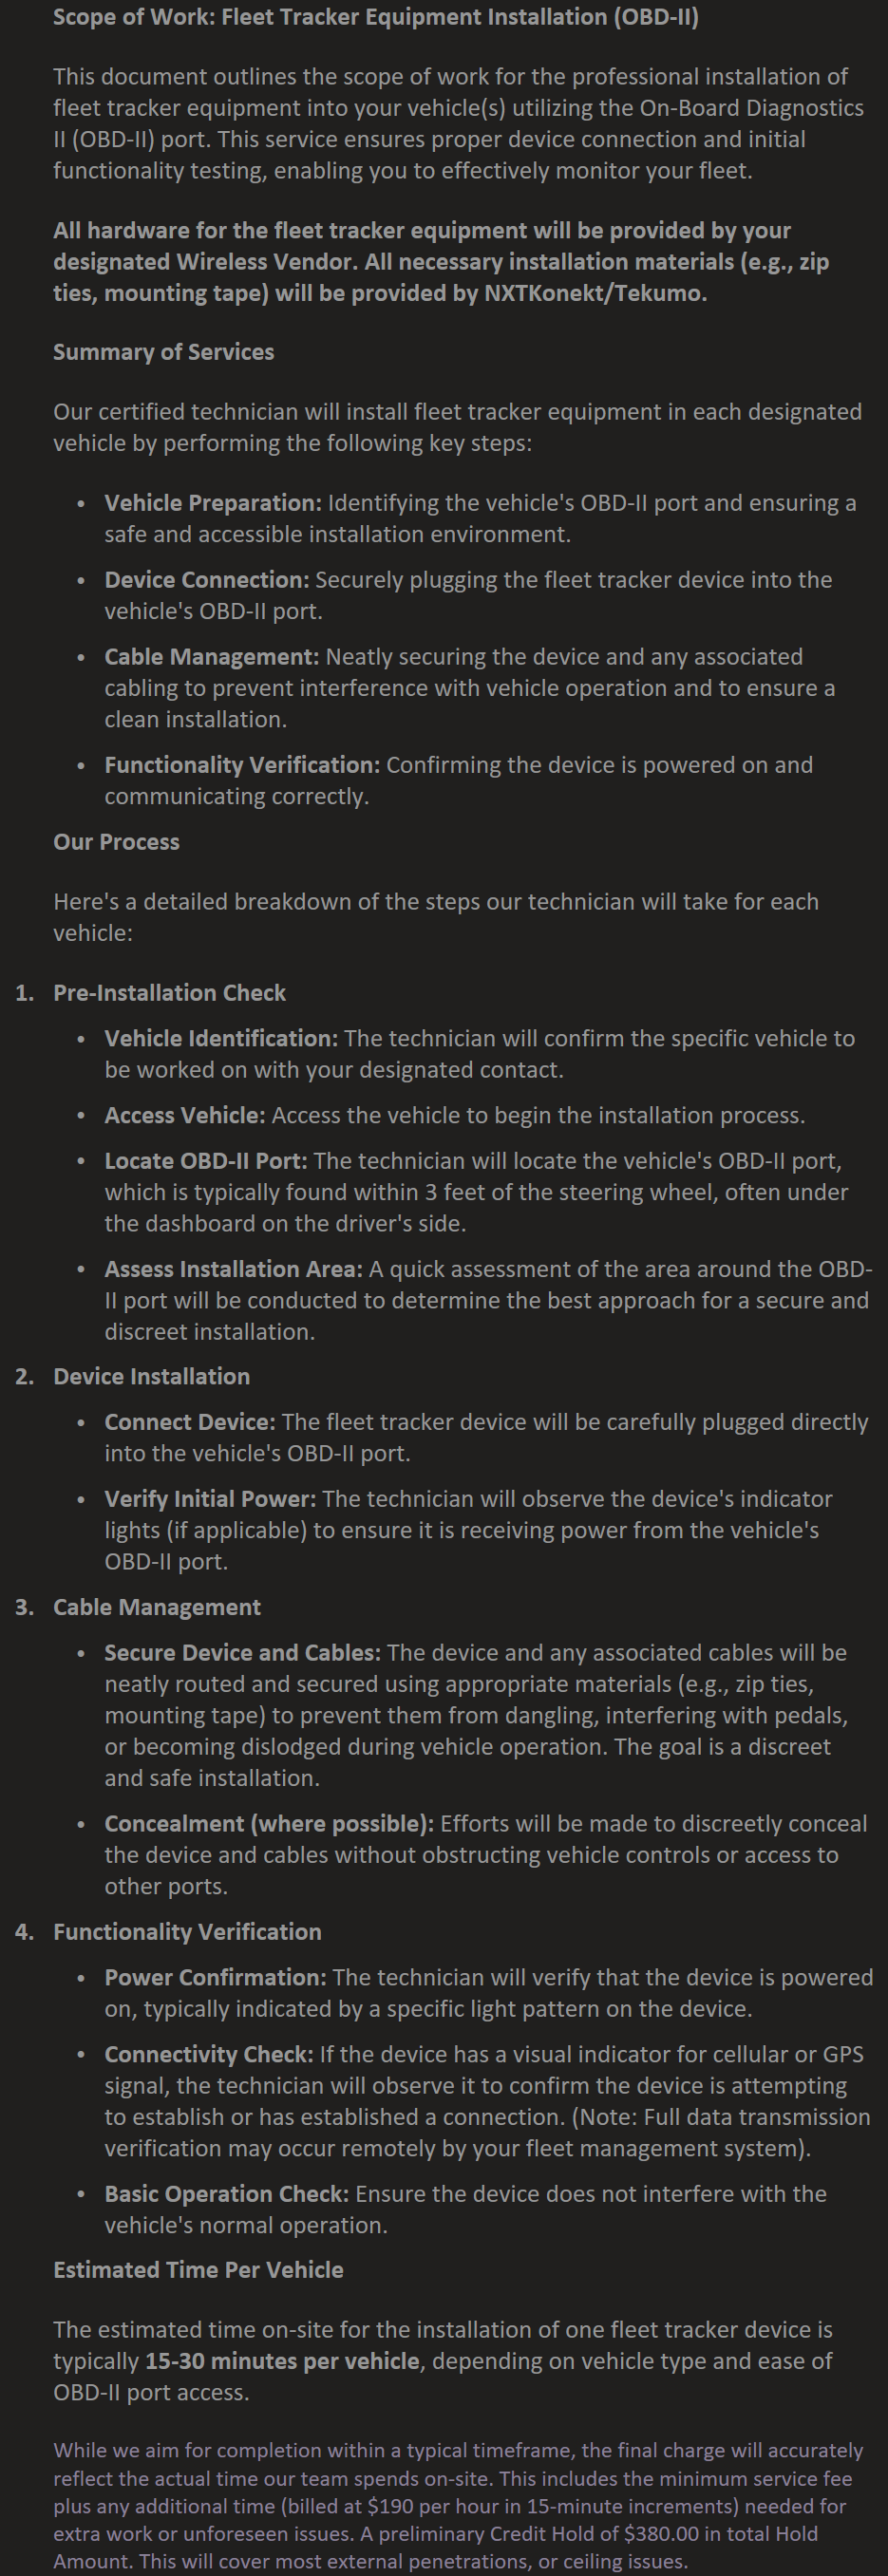 Scope of Work: Fleet Tracker Equipment Installation (OBD-II)
This document outlines the scope of work for the professional installation of
fleet tracker equipment into your vehicle(s) utilizing the On-Board Diagnostics
II (OBD-II) port. This service ensures proper device connection and initial
functionality testing, enabling you to effectively monitor your fleet.
All hardware for the fleet tracker equipment will be provided by your
designated Wireless Vendor. All necessary installation materials (e.g., zip
ties, mounting tape) will be provided by NXTKonekt/Tekumo.
Summary of Services
Our certified technician will install fleet tracker equipment in each designated
vehicle by performing the following key steps:
• Vehicle Preparation: Identifying the vehicle's OBD-II port and ensuring a
safe and accessible installation environment.
• Device Connection: Securely plugging the fleet tracker device into the
vehicle's OBD-II port.
• Cable Management: Neatly securing the device and any associated
cabling to prevent interference with vehicle operation and to ensure a
clean installation.
• Functionality Verification: Confirming the device is powered on and
communicating correctly.
Our Process
Here's a detailed breakdown of the steps our technician will take for each
vehicle:
1. Pre-Installation Check
• Vehicle Identification: The technician will confirm the specific vehicle to
be worked on with your designated contact.
• Access Vehicle: Access the vehicle to begin the installation process.
• Locate OBD-II Port: The technician will locate the vehicle's OBD-II port,
which is typically found within 3 feet of the steering wheel, often under
the dashboard on the driver's side.
• Assess Installation Area: A quick assessment of the area around the OBD-
II port will be conducted to determine the best approach for a secure and
discreet installation.
2. Device Installation
• Connect Device: The fleet tracker device will be carefully plugged directly
into the vehicle's OBD-II port.
• Verify Initial Power: The technician will observe the device's indicator
lights (if applicable) to ensure it is receiving power from the vehicle's
OBD-II port.
3. Cable Management
• Secure Device and Cables: The device and any associated cables will be
neatly routed and secured using appropriate materials (e.g., zip ties,
mounting tape) to prevent them from dangling, interfering with pedals,
or becoming dislodged during vehicle operation. The goal is a discreet
and safe installation.
• Concealment (where possible): Efforts will be made to discreetly conceal
the device and cables without obstructing vehicle controls or access to
other ports.
4. Functionality Verification
• Power Confirmation: The technician will verify that the device is powered
on, typically indicated by a specific light pattern on the device.
• Connectivity Check: If the device has a visual indicator for cellular or GPS
signal, the technician will observe it to confirm the device is attempting
to establish or has established a connection. (Note: Full data transmission
verification may occur remotely by your fleet management system).
• Basic Operation Check: Ensure the device does not interfere with the
vehicle's normal operation.
Estimated Time Per Vehicle
The estimated time on-site for the installation of one fleet tracker device is
typically 15-30 minutes per vehicle, depending on vehicle type and ease of
OBD-II port access.
While we aim for completion within a typical timeframe, the final charge will accurately
reflect the actual time our team spends on-site. This includes the minimum service fee
plus any additional time (billed at $190 per hour in 15-minute increments) needed for
extra work or unforeseen issues. A preliminary Credit Hold of $380.00 in total Hold
Amount. This will cover most external penetrations, or ceiling issues.